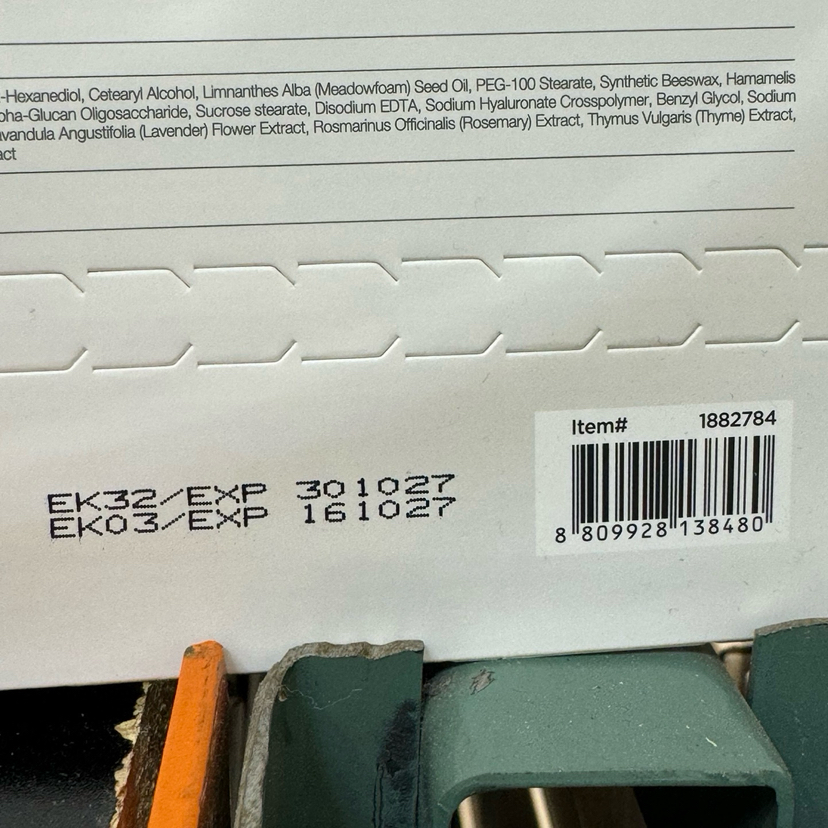 -Hexanediol, Cetearyl Alcohol, Limnanthes Alba (Meadowfoam) Seed Oil, PEG-100 Stearate, Synthetic Beeswax, Hamamelis
pha-Glucan Oligosaccharide, Sucrose stearate, Disodium EDTA, Sodium Hyaluronate Crosspolymer, Benzyl Glycol, Sodium
avandula Angustifolia (Lavender) Flower Extract, Rosmarinus Officinalis (Rosemary) Extract, Thymus Vulgaris (Thyme) Extract,
act
Item# 1882784
8 809928 138480
EK32/EXP 301027
EK03/EXP 161027